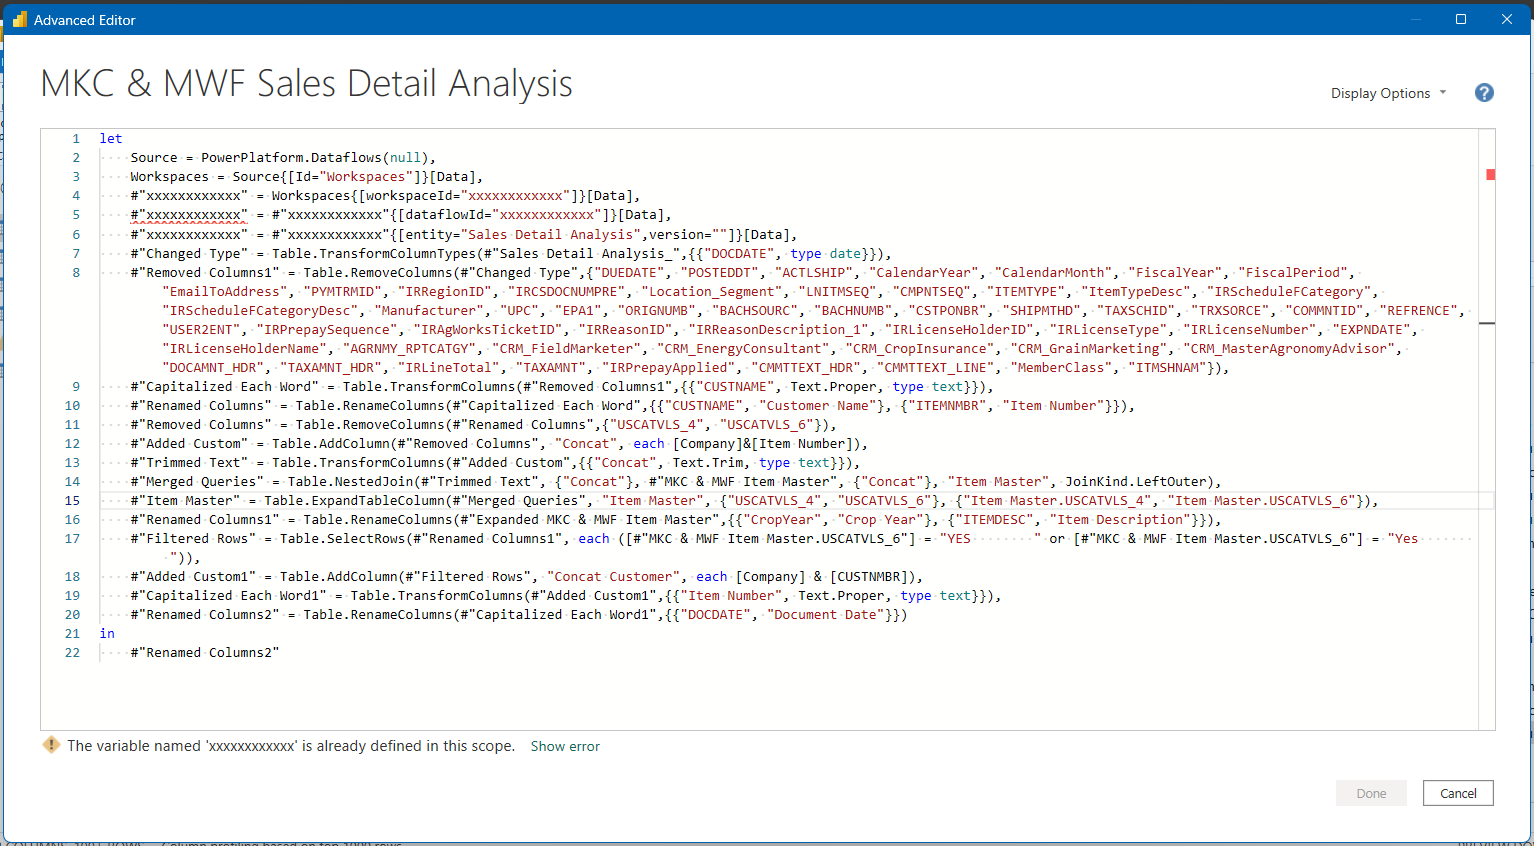 Advanced Editor
MKC & MWF Sales Detail Analysis
Display Options
?
1 let
2 Source = PowerPlatform.Dataflows(null),
3 Workspaces = Source{[Id="Workspaces"]}[Data],
4 #"xxxxxxxxxxxx" = Workspaces{[workspaceId="xxxxxxxxxxxx"]}[Data],
5 #"xxxxxxxxxxxx" = #"xxxxxxxxxxxx"{[dataflowId="xxxxxxxxxxxx"]}[Data],
6 #"xxxxxxxxxxxx" = #"xxxxxxxxxxxx"{[entity="Sales Detail Analysis",version=""]}[Data],
7 #"Changed Type" = Table.TransformColumnTypes(#"Sales Detail Analysis_",{{"DOCDATE", type date}}),
8 #"Removed Columns1" = Table.RemoveColumns(#"Changed Type",{"DUEDATE", "POSTEDDT", "ACTLSHIP", "CalendarYear", "CalendarMonth", "FiscalYear", "FiscalPeriod",
"EmailToAddress", "PYMTRMID", "IRRegionID", "IRCSDOCNUMPRE", "Location_Segment", "LNITMSEQ", "CMPNTSEQ", "ITEMTYPE", "ItemTypeDesc", "IRScheduleFCategory",
"IRScheduleFCategoryDesc", "Manufacturer", "UPC", "EPA1", "ORIGNUMB", "BACHSOURC", "BACHNUMB", "CSTPONBR", "SHIPMTHD", "TAXSCHID", "TRXSORCE", "COMMNTID", "REFRENCE",
"USER2ENT", "IRPrepaySequence", "IRAgWorksTicketID", "IRReasonID", "IRReasonDescription_1", "IRLicenseHolderID", "IRLicenseType", "IRLicenseNumber", "EXPNDATE",
"IRLicenseHolderName", "AGRNMY_RPTCATGY", "CRM_FieldMarketer", "CRM_EnergyConsultant", "CRM_CropInsurance", "CRM_GrainMarketing", "CRM_MasterAgronomyAdvisor",
"DOCAMNT_HDR", "TAXAMNT_HDR", "IRLineTotal", "TAXAMNT", "IRPrepayApplied", "CMMTTEXT_HDR", "CMMTTEXT_LINE", "MemberClass", "ITMSHNAM"}),
9 #"Capitalized Each Word" = Table.TransformColumns(#"Removed Columns1",{{"CUSTNAME", Text.Proper, type text}}),
10 #"Renamed Columns" = Table.RenameColumns(#"Capitalized Each Word",{{"CUSTNAME", "Customer Name"}, {"ITEMNMBR", "Item Number"}}),
11 #"Removed Columns" = Table.RemoveColumns(#"Renamed Columns",{"USCATVLS_4", "USCATVLS_6"}),
12 #"Added Custom" = Table.AddColumn(#"Removed Columns", "Concat", each [Company]&[Item Number]),
13 #"Trimmed Text" = Table.TransformColumns(#"Added Custom",{{"Concat", Text.Trim, type text}}),
14 #"Merged Queries" = Table.NestedJoin(#"Trimmed Text", {"Concat"}, #"MKC & MWF Item Master", {"Concat"}, "Item Master", JoinKind.LeftOuter),
15 #"Item Master" = Table.ExpandTableColumn(#"Merged Queries", "Item Master", {"USCATVLS_4", "USCATVLS_6"}, {"Item Master.USCATVLS_4", "Item Master.USCATVLS_6"}),
16 #"Renamed Columns1" = Table.RenameColumns(#"Expanded MKC & MWF Item Master",{{"CropYear", "Crop Year"}, {"ITEMDESC", "Item Description"}}),
17 #"Filtered Rows" = Table.SelectRows(#"Renamed Columns1", each ([#"MKC & MWF Item Master.USCATVLS_6"] = "YES        " or [#"MKC & MWF Item Master.USCATVLS_6"] = "Yes
")),
18 #"Added Custom1" = Table.AddColumn(#"Filtered Rows", "Concat Customer", each [Company] & [CUSTNMBR]),
19 #"Capitalized Each Word1" = Table.TransformColumns(#"Added Custom1",{{"Item Number", Text.Proper, type text}}),
20 #"Renamed Columns2" = Table.RenameColumns(#"Capitalized Each Word1",{{"DOCDATE", "Document Date"}})
21 in
22 #"Renamed Columns2"
The variable named 'xxxxxxxxxxxx' is already defined in this scope. Show error
Done
Cancel